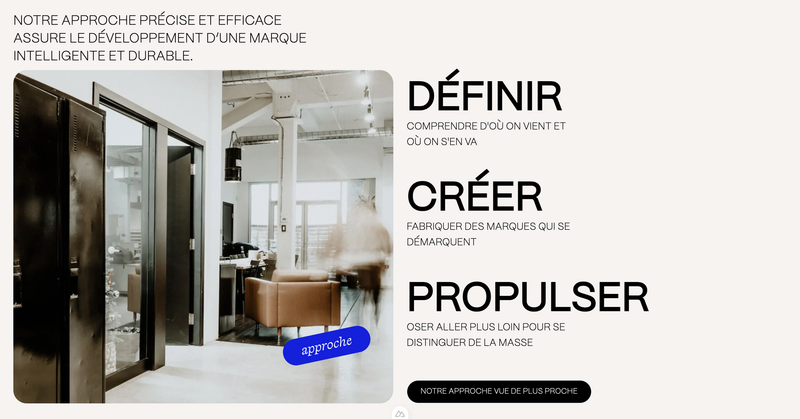 NOTRE APPROCHE PRÉCISE ET EFFICACE
ASSURE LE DÉVELOPPEMENT D'UNE MARQUE
INTELLIGENTE ET DURABLE.
approche
DÉFINIR
COMPRENDRE D'OÙ ON VIENT ET
OÙ ON S'EN VA
CRÉER
FABRIQUER DES MARQUES QUI SE
DÉMARQUENT
PROPULSER
OSER ALLER PLUS LOIN POUR SE
DISTINGUER DE LA MASSE
NOTRE APPROCHE VUE DE PLUS PROCHE